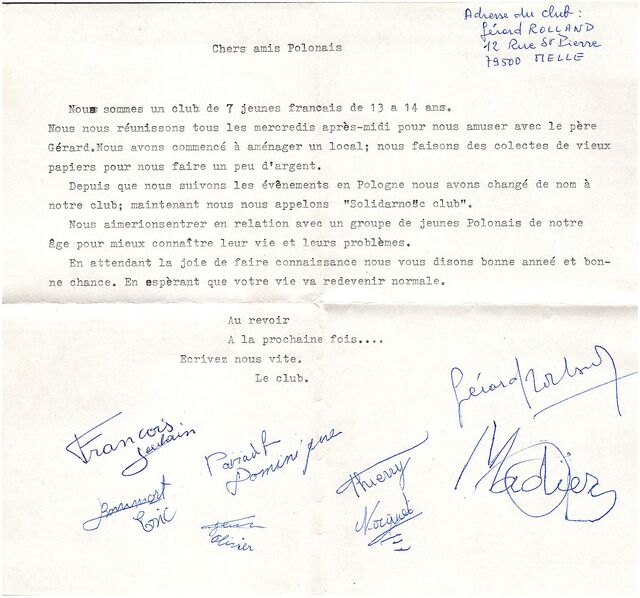 Adresse du club:
Gérard ROLLAND
12 Rue St Pierre
79500 MELLE
Chers amis Polonais
Nous sommes un club de 7 jeunes francais de 13 a 14 ans.
Nous nous réunissons tous les mercredis après-midi pour nous amuser avec le père
Gérard.Nous avons commencé à aménager un local; nous faisons des colectes de vieux
papiers pour nous faire un peu d'argent.
Depuis que nous suivons les évênements en Pologne nous avons changé de nom à
notre club; maintenant nous nous appelons "Solidarnośc club".
Nous aimerionsentrer en relation avec un groupe de jeunes Polonais de notre
âge pour mieux connaître leur vie et leurs problèmes.
En attendant la joie de faire connaissance nous vous disons bonne anneé et bon-
ne chance. En espèrant que votre vie va redevenir normale.
Au revoir
A la prochaine fois....
Ecrivez nous vite.
Le club.
Gérard Rolland
Francois
Dominique
Thierry
Madier
Eric
Olivier